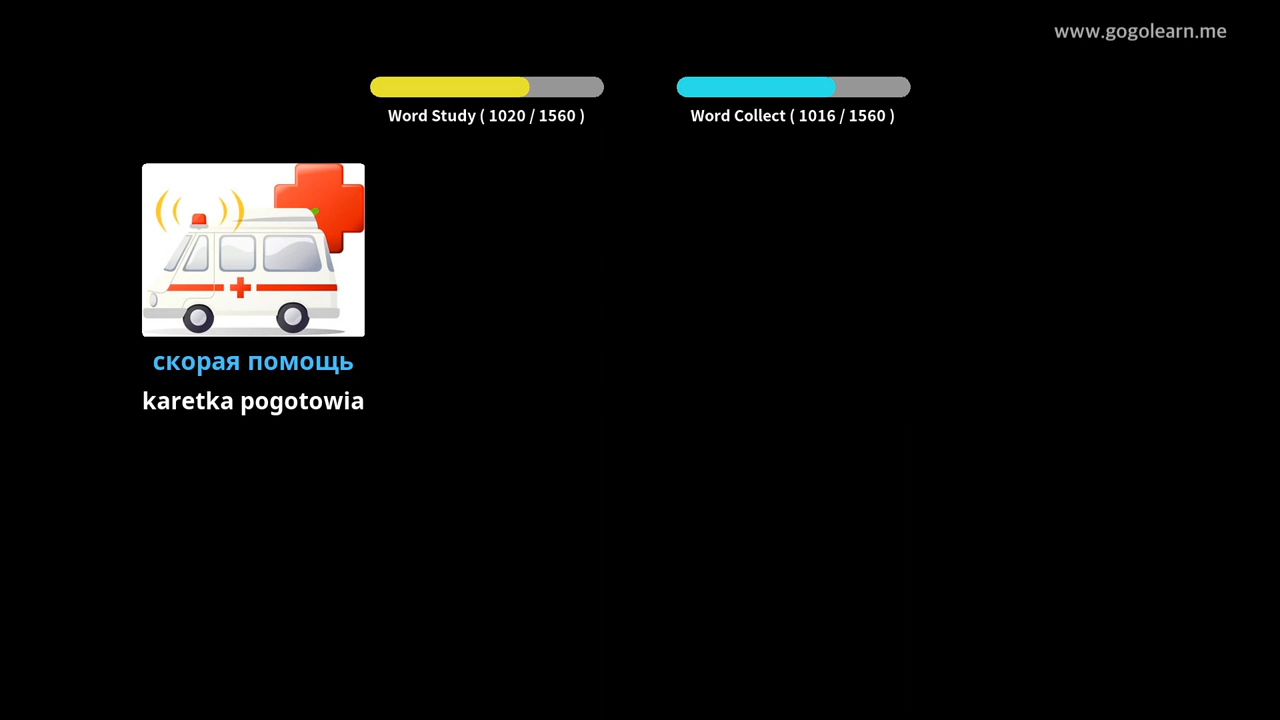 www.gogolearn.me
Word Study ( 1020 / 1560 )
Word Collect ( 1016 / 1560 )
скорая помощь
karetka pogotowia